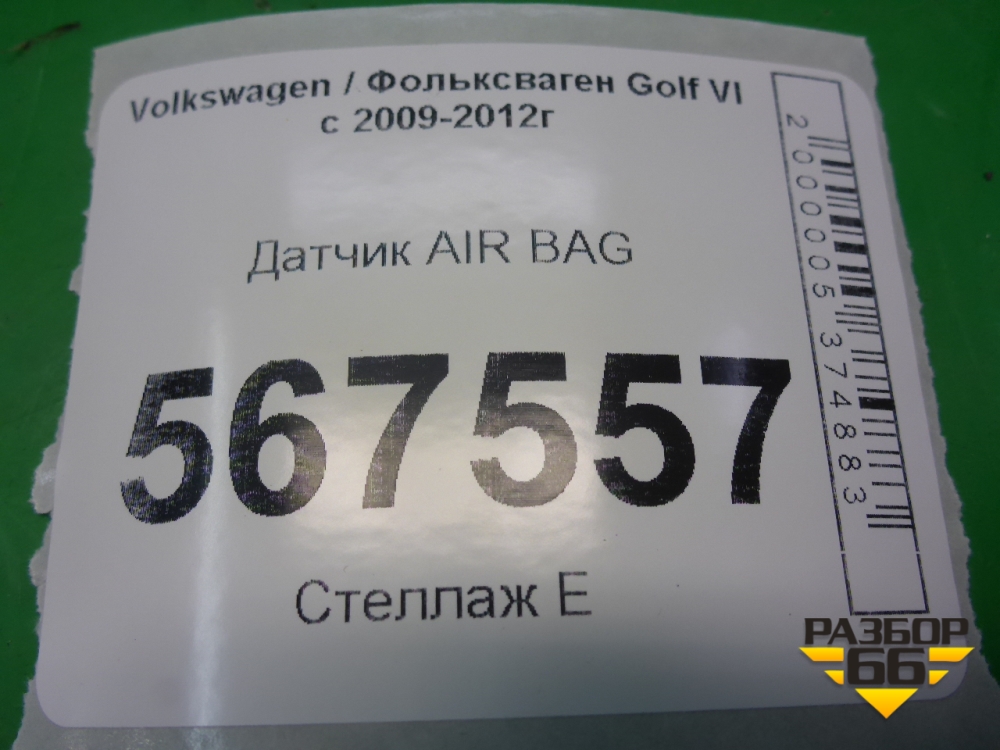 Volkswagen / Фольксваген Golf VI
с 2009-2012г
Датчик AIR BAG
567557
Стеллаж E
2000005374883
РАЗБОР
66